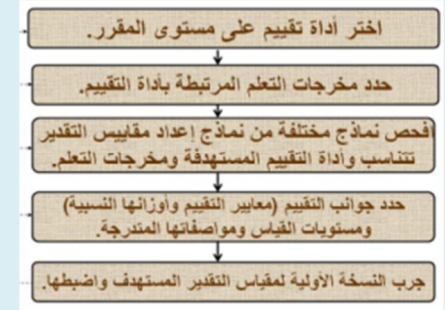 اختر أداة تقييم على مستوى المقرر.
حدد مخرجات التعلم المرتبطة بأداة التقييم.
افحص نماذج مختلفة من نماذج إعداد مقاييس التقدير
تتناسب وأداة التقييم المستهدفة ومخرجات التعلم.
حدد جوانب التقييم (معايير التقييم وأوزانها النسبية)
ومستويات القياس ومواصفاتها المتدرجة.
جرب النسخة الأولية لمقياس التقدير المستهدف واضبطها.